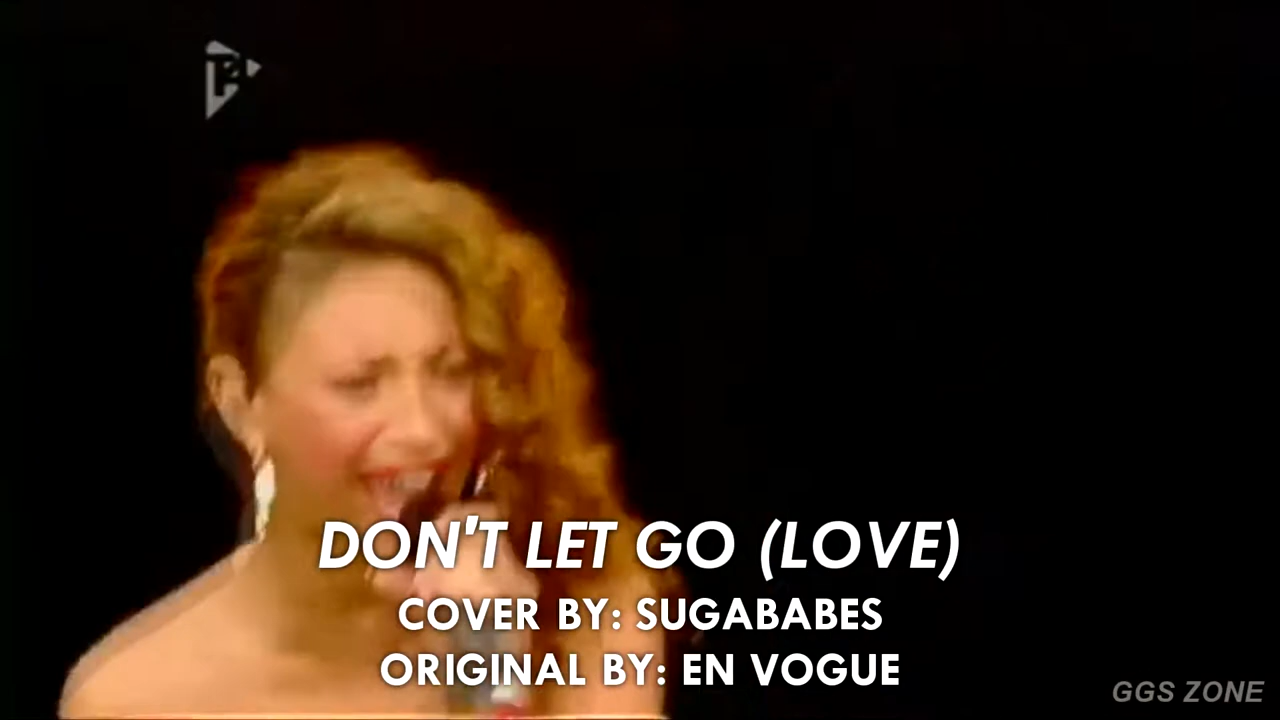 DON'T LET GO (LOVE)
COVER BY: SUGABABES
ORIGINAL BY: EN VOGUE
GGS ZONE